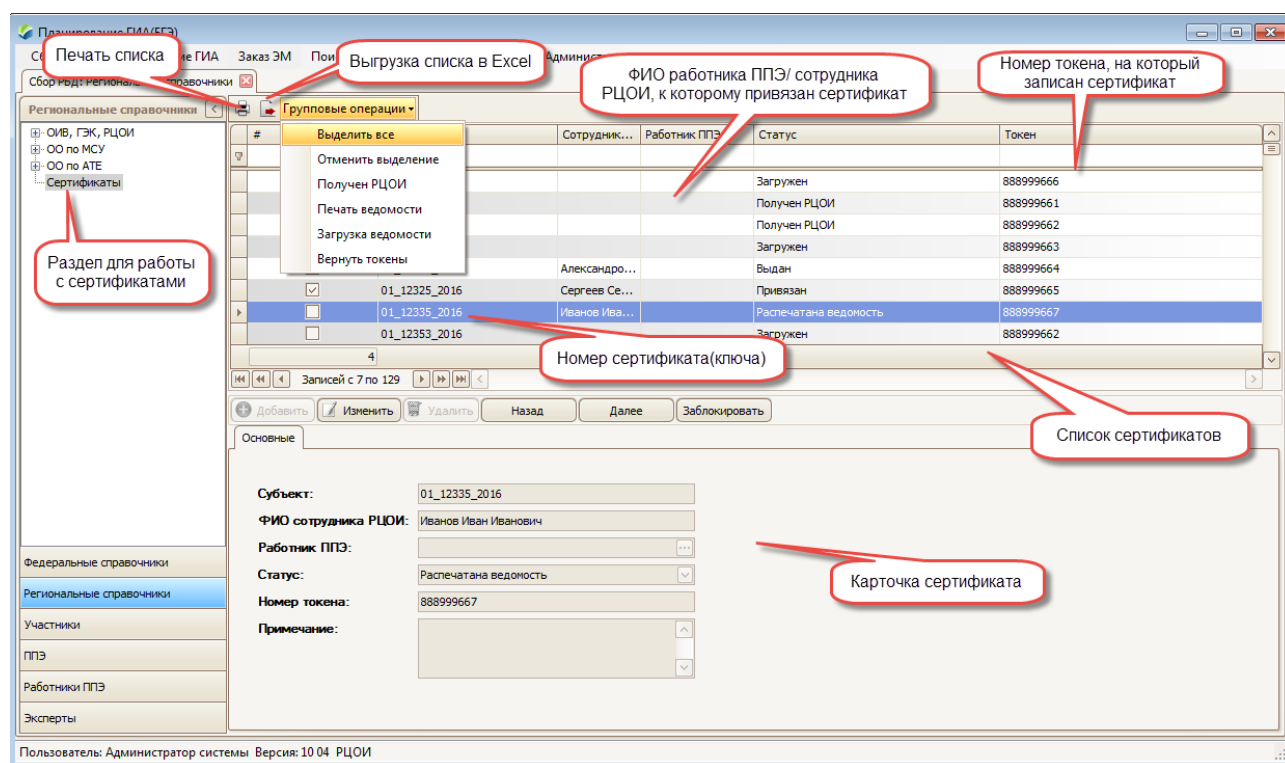 Планирование ГИА(ЕГЭ)
ГИА Заказ ЭМ
Печать списка
Выгрузка списка в Excel
ФИО работника ППЭ/ сотрудника
РЦОИ, к которому привязан сертификат
Номер токена, на который
записан сертификат
Сбор РБД: справочники
Региональные справочники
Групповые операции
ОИВ, ГЭК, РЦОИ
ОО по МСУ
ОО по АТЕ
Сертификаты
Раздел для работы
с сертификатами
Выделить все
Отменить выделение
Получен РЦОИ
Печать ведомости
Загрузка ведомости
Вернуть токены
# Сотрудник... Работник ППЭ Статус Токен
Загружен 888999666
Получен РЦОИ 888999661
Получен РЦОИ 888999662
Загружен 888999663
Александро... Выдан 888999664
01_12325_2016 Сергеев Се... Привязан 888999665
01_12335_2016 Иванов Ива... Распечатана ведомость 888999667
01_12353_2016 Загружен 888999662
4
Номер сертификата(ключа)
Записей с 7 по 129
Добавить Изменить Удалить Назад Далее Заблокировать
Список сертификатов
Основные
Субъект: 01_12335_2016
ФИО сотрудника РЦОИ: Иванов Иван Иванович
Работник ППЭ: ...
Статус: Распечатана ведомость
Номер токена: 888999667
Примечание:
Карточка сертификата
Федеральные справочники
Региональные справочники
Участники
ППЭ
Работники ППЭ
Эксперты
Пользователь: Администратор системы Версия: 10 04 РЦОИ